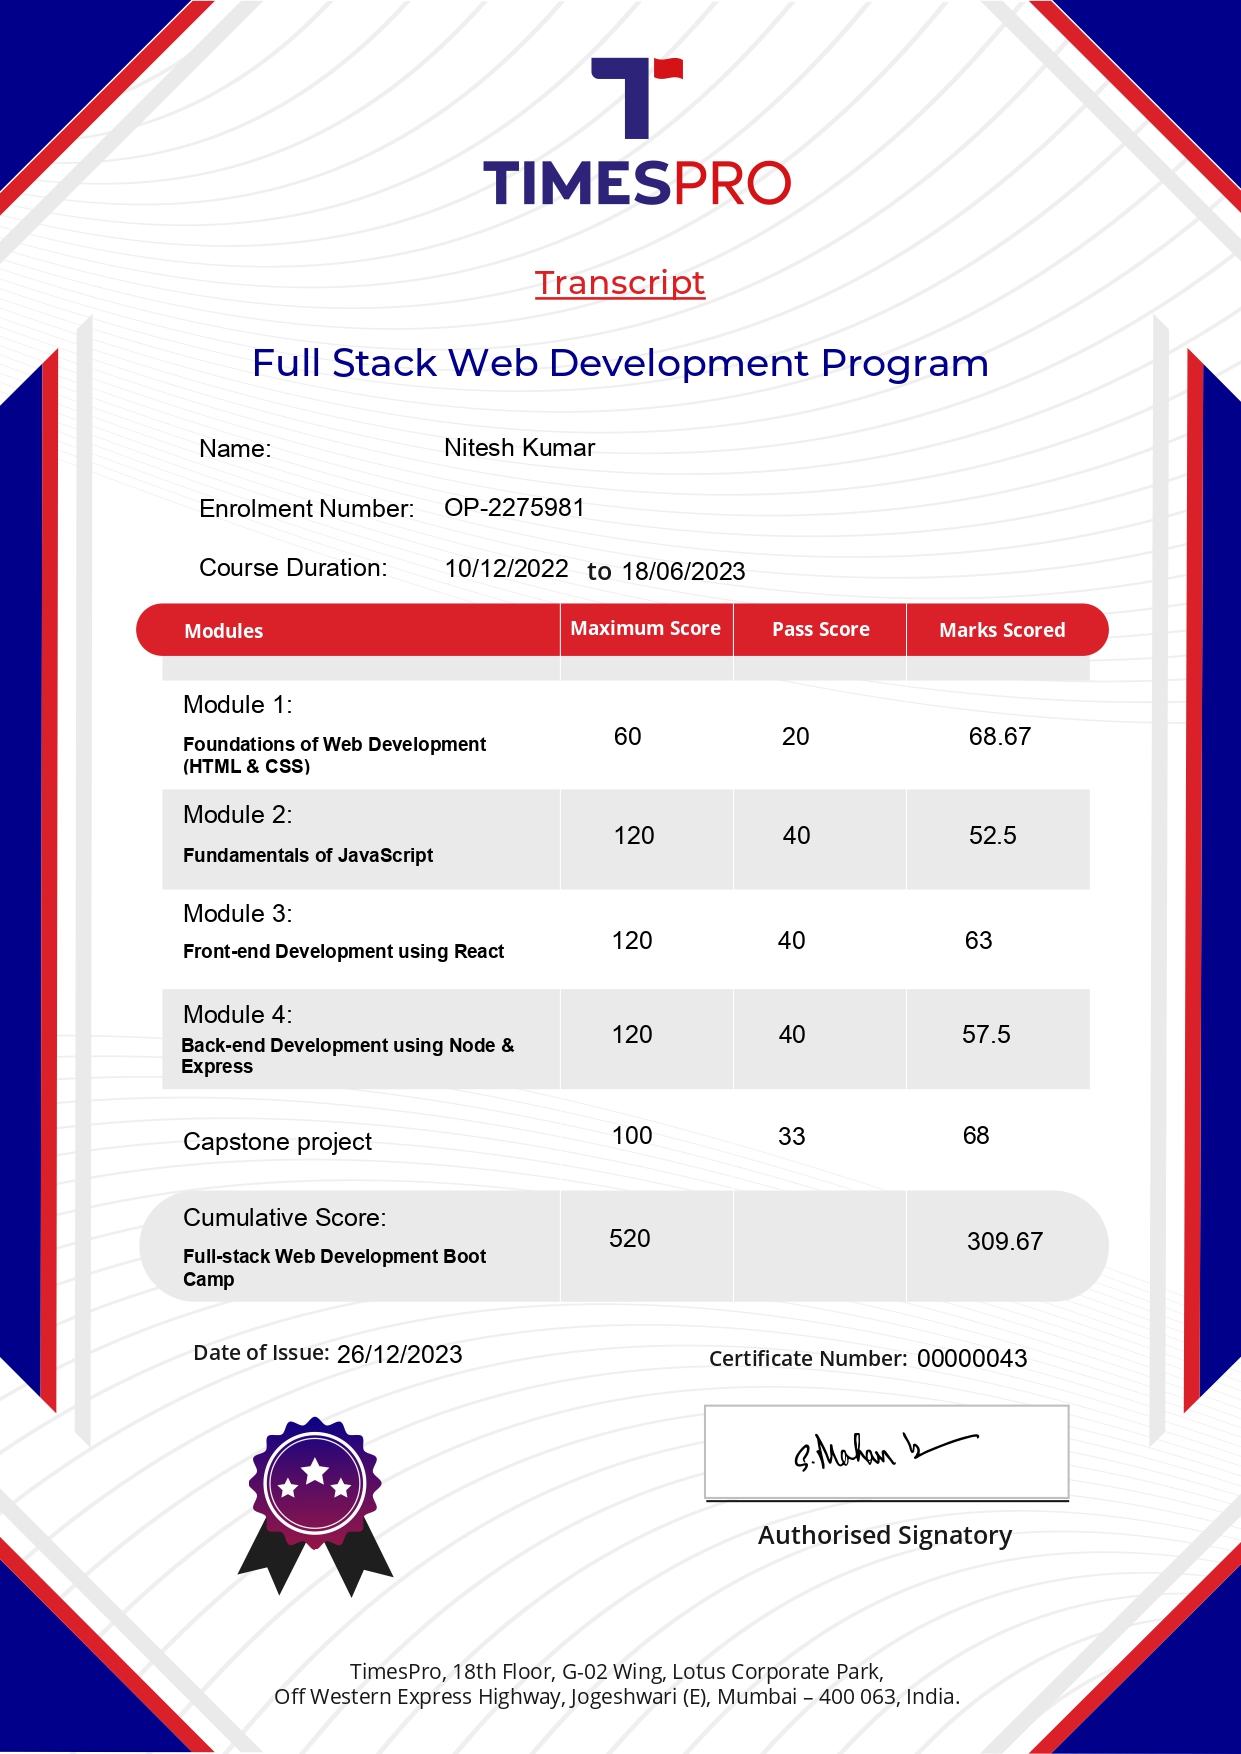 TIMESPRO
Transcript
Full Stack Web Development Program
Name: Nitesh Kumar
Enrolment Number: OP-2275981
Course Duration: 10/12/2022 to 18/06/2023
Modules Maximum Score Pass Score Marks Scored
Module 1:
Foundations of Web Development
(HTML & CSS)
60 20 68.67
Module 2:
Fundamentals of JavaScript
120 40 52.5
Module 3:
Front-end Development using React
120 40 63
Module 4:
Back-end Development using Node &
Express
120 40 57.5
Capstone project 100 33 68
Cumulative Score:
Full-stack Web Development Boot
Camp
520 309.67
Date of Issue: 26/12/2023
Certificate Number: 00000043
S. Mohan
Authorised Signatory
TimesPro, 18th Floor, G-02 Wing, Lotus Corporate Park,
Off Western Express Highway, Jogeshwari (E), Mumbai – 400 063, India.